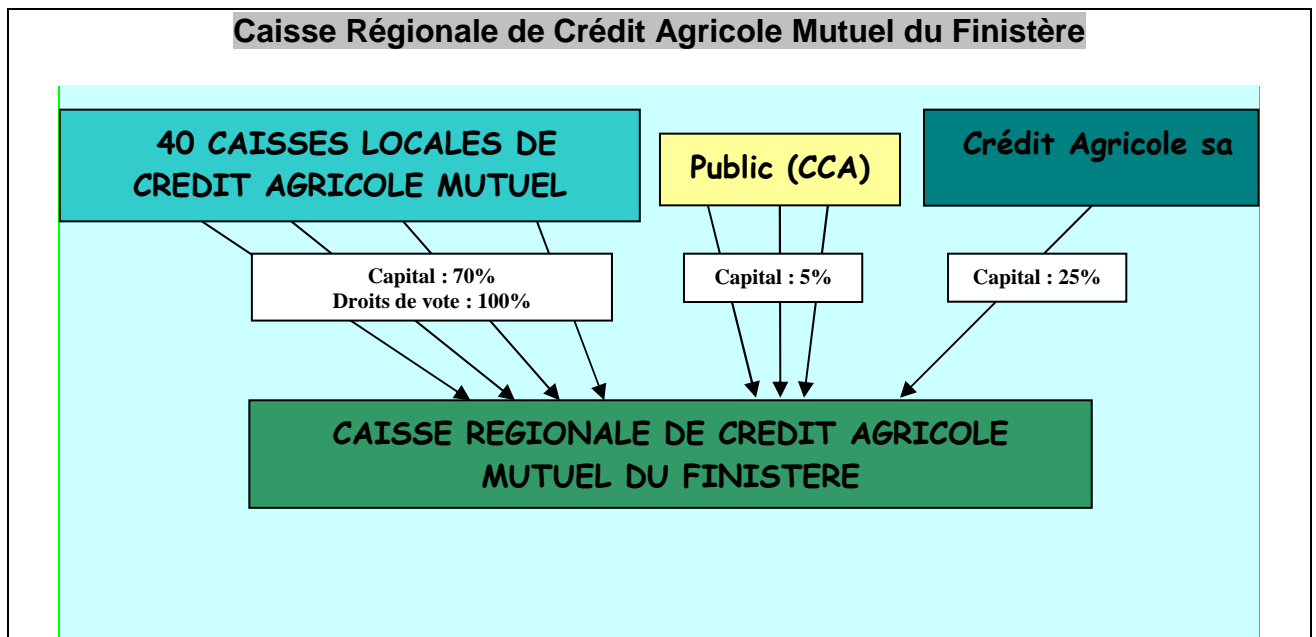 Caisse Régionale de Crédit Agricole Mutuel du Finistère
40 CAISSES LOCALES DE
CREDIT AGRICOLE MUTUEL
Public (CCA)
Crédit Agricole sa
Capital : 70%
Droits de vote : 100%
Capital : 5%
Capital : 25%
CAISSE REGIONALE DE CREDIT AGRICOLE
MUTUEL DU FINISTERE